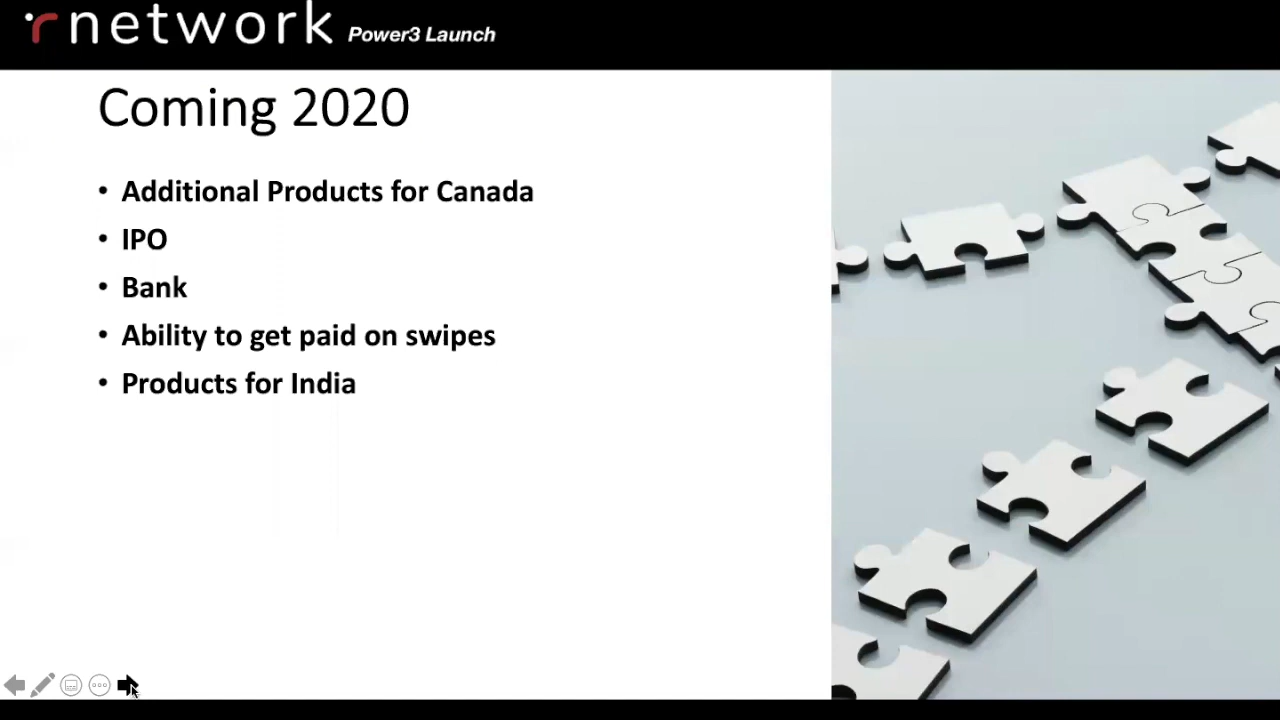 rnetwork Power3 Launch
Coming 2020
• Additional Products for Canada
• IPO
• Bank
• Ability to get paid on swipes
• Products for India